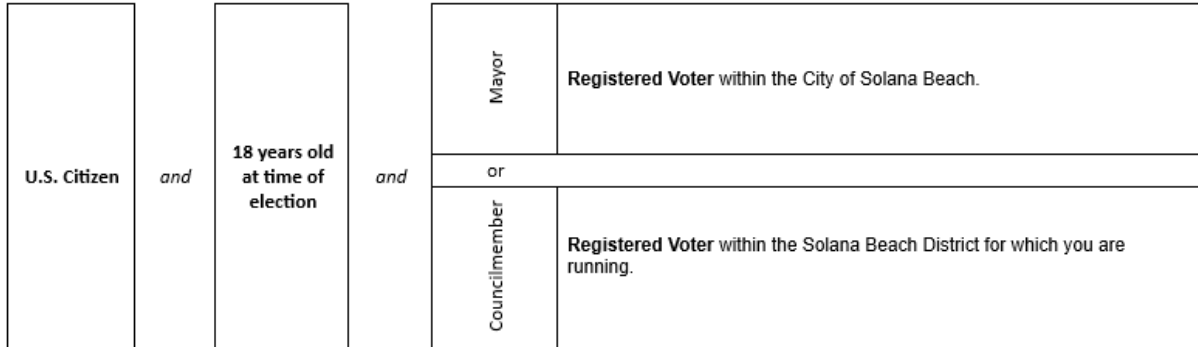 U.S. Citizen
and
18 years old
at time of
election
and
Mayor
Registered Voter within the City of Solana Beach.
or
Councilmember
Registered Voter within the Solana Beach District for which you are
running.